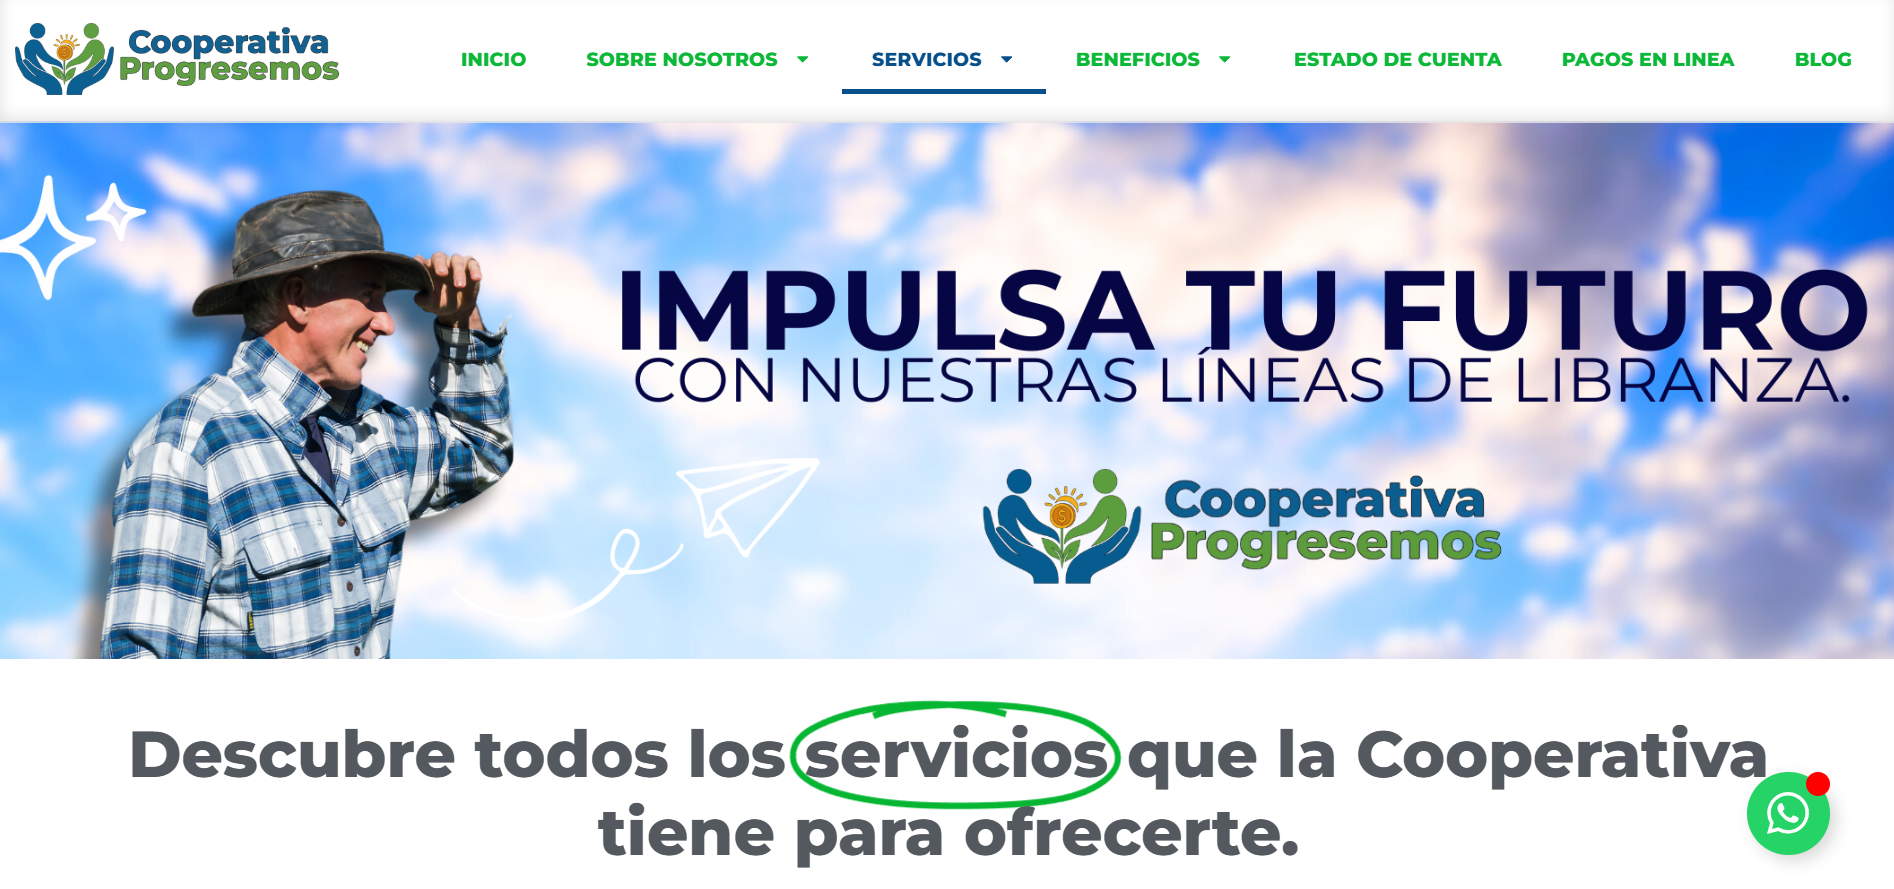 Cooperativa
Progresemos
INICIO
SOBRE NOSOTROS
SERVICIOS
BENEFICIOS
ESTADO DE CUENTA
PAGOS EN LINEA
BLOG
IMPULSA TU FUTURO
CON NUESTRAS LÍNEAS DE LIBRANZA.
Cooperativa
Progresemos
Descubre todos los servicios que la Cooperativa
tiene para ofrecerte.